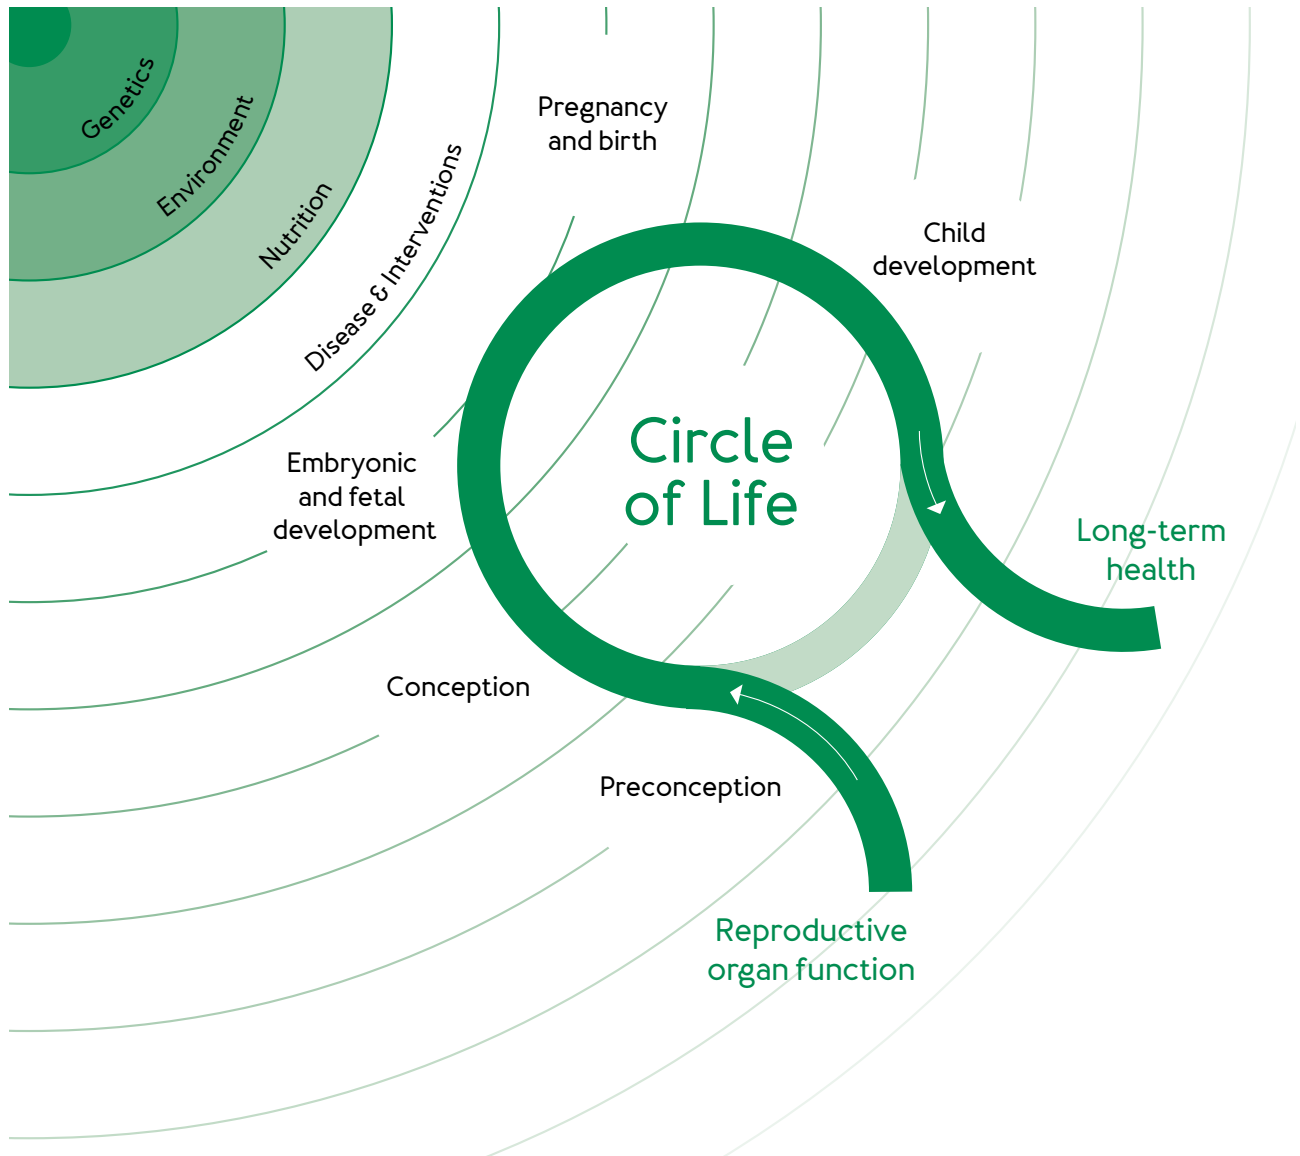 Genetics
Environment
Nutrition
Disease & Interventions
Pregnancy
and birth
Child
development
Circle
of Life
Embryonic
and fetal
development
Long-term
health
Conception
Preconception
Reproductive
organ function